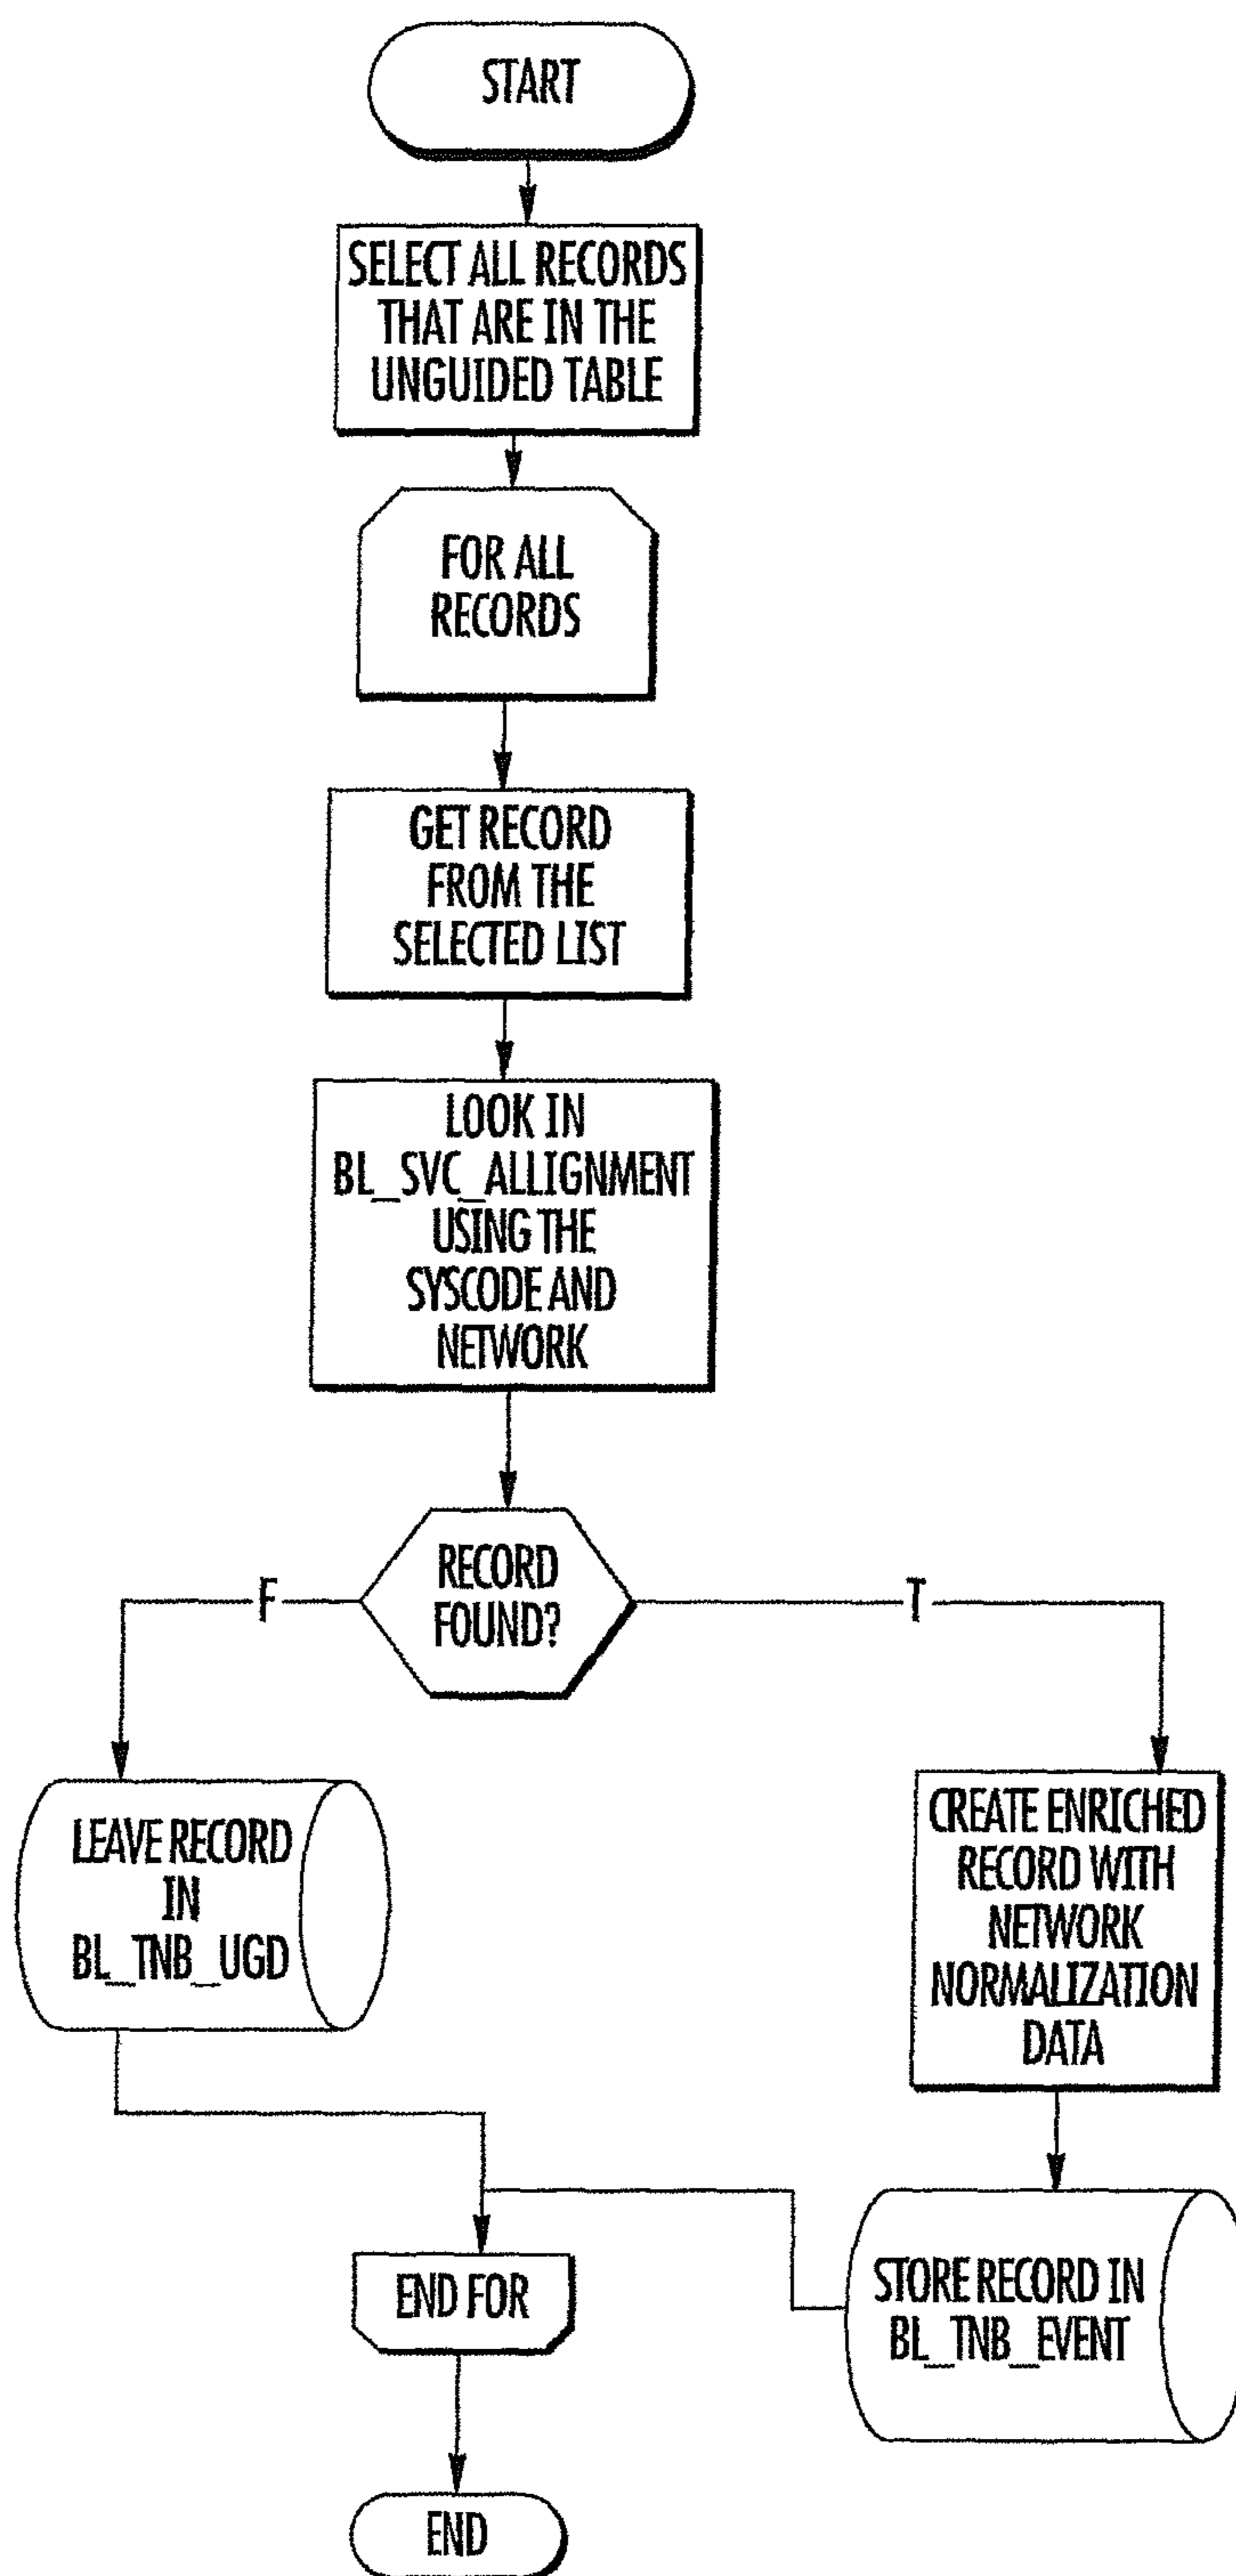 START
SELECT ALL RECORDS
THAT ARE IN THE
UNGUIDED TABLE
FOR ALL
RECORDS
GET RECORD
FROM THE
SELECTED LIST
LOOK IN
BL_SVC_ALLIGNMENT
USING THE
SYSCODE AND
NETWORK
RECORD
FOUND?
F
T
LEAVE RECORD
IN
BL_TNB_UGD
CREATE ENRICHED
RECORD WITH
NETWORK
NORMALIZATION
DATA
STORE RECORD IN
BL_TNB_EVENT
END FOR
END